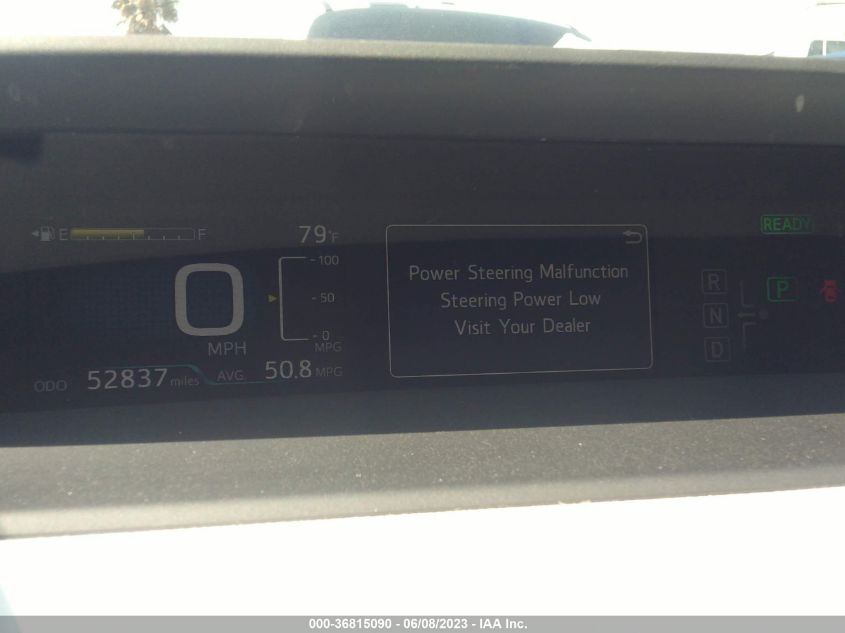 E F
79°F
READY
100
50
0
MPG
0
MPH
ODO 52837 miles
AVG. 50.8 MPG
Power Steering Malfunction
Steering Power Low
Visit Your Dealer
R
N
D
P
000-36815090 - 06/08/2023 - IAA Inc.